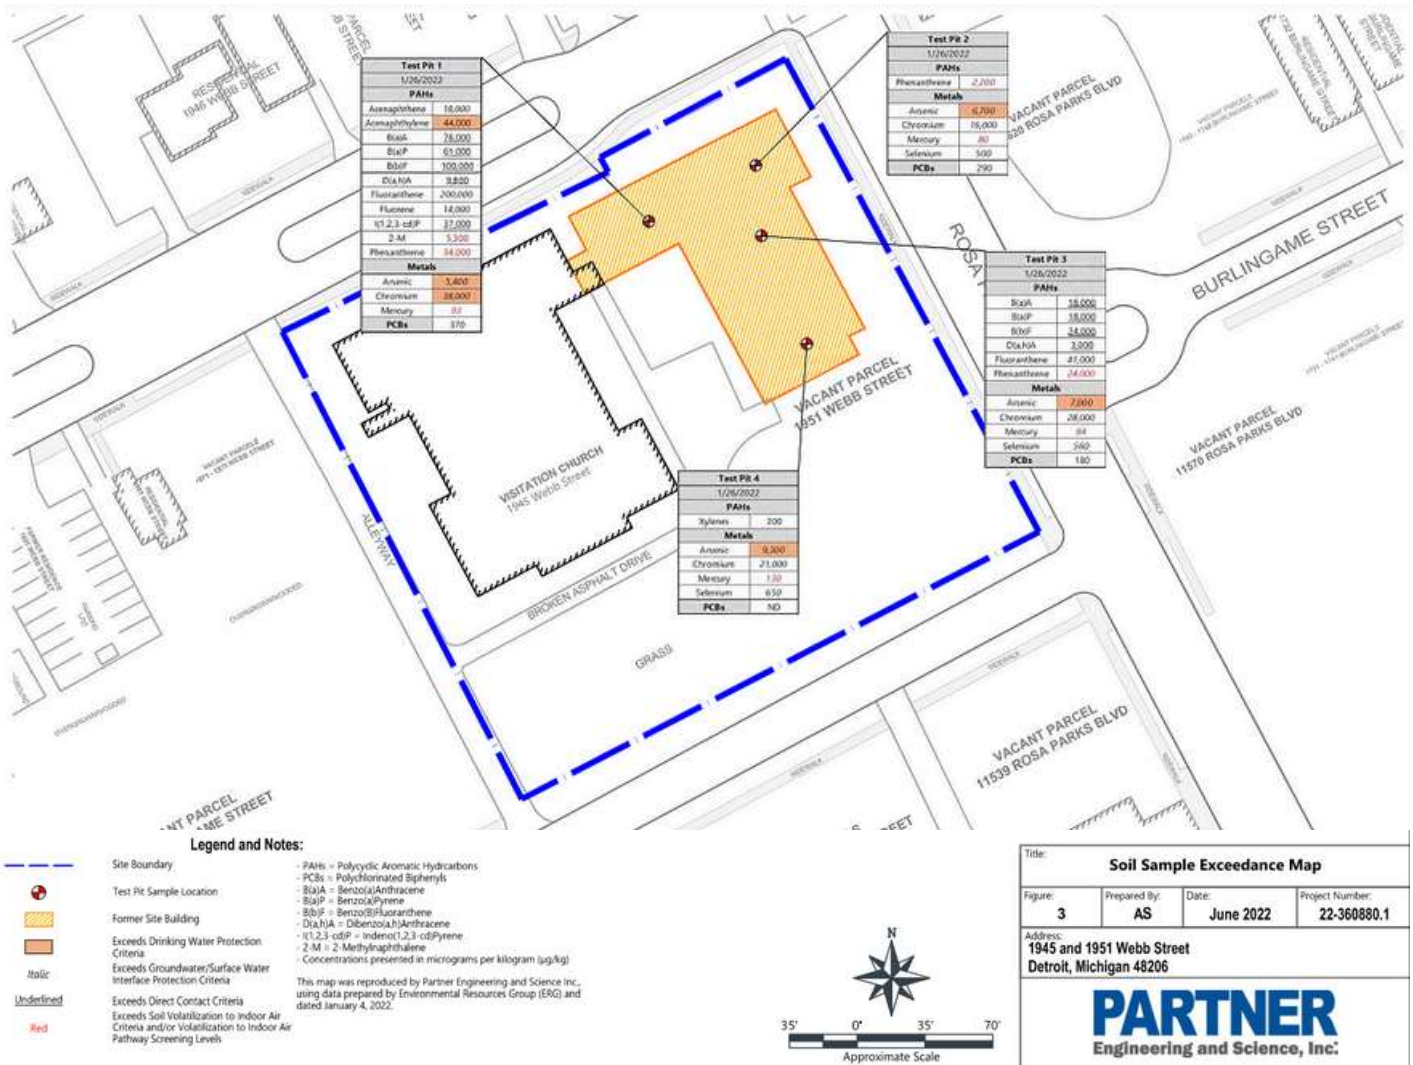 RESIDENTIAL
1946 WEBB STREET
SIDEWALK
Test Pit 1
1/26/2022
PAHs
Acenaphthene 18,000
Acenaphthylene 44,000
B(a)A 76,000
B(a)P 61,000
B(b)F 100,000
D(a,h)A 9,800
Fluoranthene 200,000
Fluorene 14,000
I(1,2,3-cd)P 37,000
2-M 5,300
Phenanthrene 54,000
Metals
Arsenic 5,400
Chromium 38,000
Mercury 93
PCBs 370
Test Pit 2
1/26/2022
PAHs
Phenanthrene 2,200
Metals
Arsenic 6,700
Chromium 16,000
Mercury 80
Selenium 500
PCBs 290
VACANT PARCEL
ROSA PARKS BLVD
RESIDENTIAL
1732 BURLINGAME STREET
VACANT PARCELS
BURLINGAME STREET
SIDEWALK
ROSA
Test Pit 3
1/26/2022
PAHs
B(a)A 18,000
B(a)P 18,000
B(b)F 24,000
D(a,h)A 3,000
Fluoranthene 41,000
Phenanthrene 24,000
Metals
Arsenic 7,000
Chromium 28,000
Mercury 84
Selenium 560
PCBs 180
VACANT PARCEL
11570 ROSA PARKS BLVD
VACANT PARCEL
1951 WEBB STREET
VISITATION CHURCH
1945 Webb Street
Test Pit 4
1/26/2022
PAHs
Xylenes 200
Metals
Arsenic 9,300
Chromium 21,000
Mercury 130
Selenium 650
PCBs ND
ALLEYWAY
BROKEN ASPHALT DRIVE
GRASS
SIDEWALK
VACANT PARCEL
11539 ROSA PARKS BLVD
Legend and Notes:
Site Boundary
Test Pit Sample Location
Former Site Building
Exceeds Drinking Water Protection
Criteria
Italic Exceeds Groundwater/Surface Water
Interface Protection Criteria
Underlined Exceeds Direct Contact Criteria
Red Exceeds Soil Volatilization to Indoor Air
Criteria and/or Volatilization to Indoor Air
Pathway Screening Levels
- PAHs = Polycyclic Aromatic Hydrcarbons
- PCBs = Polychlorinated Biphenyls
- B(a)A = Benzo(a)Anthracene
- B(a)P = Benzo(a)Pyrene
- B(b)F = Benzo(B)Fluoranthene
- D(a,h)A = Dibenzo(a,h)Anthracene
- I(1,2,3-cd)P = Indeno(1,2,3-cd)Pyrene
- 2-M = 2-Methylnaphthalene
- Concentrations presented in micrograms per kilogram (µg/kg)
This map was reproduced by Partner Engineering and Science Inc.,
using data prepared by Environmental Resources Group (ERG) and
dated January 4, 2022.
N
35' 0' 35' 70'
Approximate Scale
Title:
Soil Sample Exceedance Map
Figure: 3
Prepared By: AS
Date: June 2022
Project Number: 22-360880.1
Address:
1945 and 1951 Webb Street
Detroit, Michigan 48206
PARTNER
Engineering and Science, Inc.